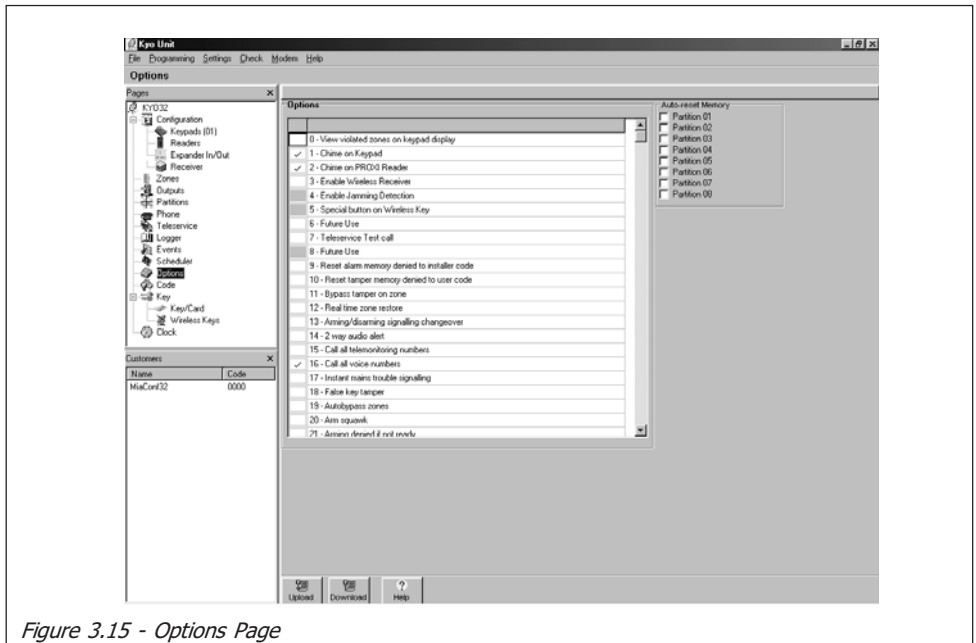 Kyo Unit
File Programming Settings Check Modem Help
Options
Pages
KYO32
Configuration
Keypads (01)
Readers
Expander In/Out
Receiver
Zones
Outputs
Partitions
Phone
Teleservice
Logger
Events
Scheduler
Options
Code
Key
Key/Card
Wireless Keys
Clock
Customers
Name Code
MiaConf32 0000
Options
0 - View violated zones on keypad display
1 - Chime on Keypad
2 - Chime on PROXI Reader
3 - Enable Wireless Receiver
4 - Enable Jamming Detection
5 - Special button on Wireless Key
6 - Future Use
7 - Teleservice Test call
8 - Future Use
9 - Reset alarm memory denied to installer code
10 - Reset tamper memory denied to user code
11 - Bypass tamper on zone
12 - Real time zone restore
13 - Arming/disarming signalling changeover
14 - 2 way audio alert
15 - Call all telemonitoring numbers
16 - Call all voice numbers
17 - Instant mains trouble signalling
18 - False key tamper
19 - Autobypass zones
20 - Arm squawk
21 - Arming denied if not ready
Auto-reset Memory
Partition 01
Partition 02
Partition 03
Partition 04
Partition 05
Partition 06
Partition 07
Partition 08
Upload Download Help
Figure 3.15 - Options Page